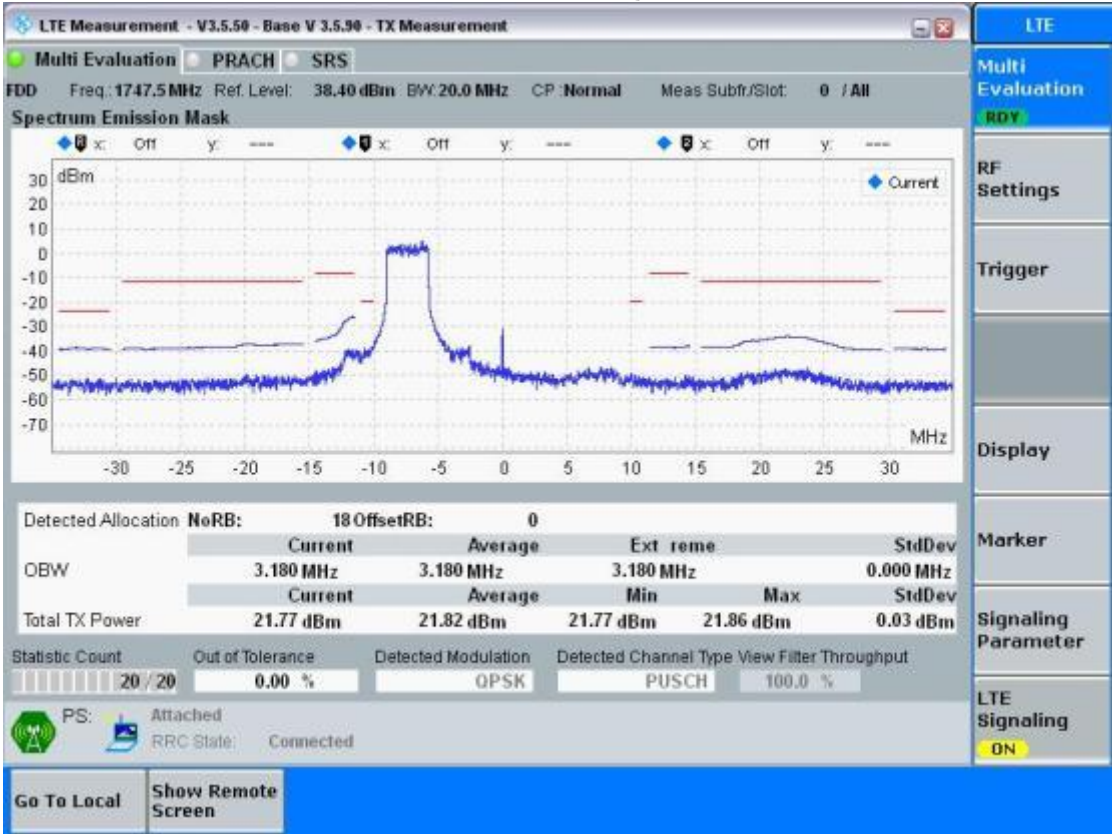 LTE Measurement - V3.5.50 - Base V 3.5.90 - TX Measurement
LTE
Multi Evaluation PRACH SRS
Multi
Evaluation
RDY
FDD Freq.: 1747.5 MHz Ref. Level: 38.40 dBm BW: 20.0 MHz CP : Normal Meas Subfr./Slot: 0 / All
Spectrum Emission Mask
x: Off y: --- x: Off y: --- x: Off y: ---
dBm
Current
30
20
10
0
-10
-20
-30
-40
-50
-60
-70
MHz
-30 -25 -20 -15 -10 -5 0 5 10 15 20 25 30
RF
Settings
Trigger
Display
Marker
Signaling
Parameter
LTE
Signaling
ON
Detected Allocation NoRB: 18 OffsetRB: 0
Current Average Ext reme StdDev
OBW 3.180 MHz 3.180 MHz 3.180 MHz 0.000 MHz
Current Average Min Max StdDev
Total TX Power 21.77 dBm 21.82 dBm 21.77 dBm 21.86 dBm 0.03 dBm
Statistic Count Out of Tolerance Detected Modulation Detected Channel Type View Filter Throughput
20 / 20 0.00 % QPSK PUSCH 100.0 %
PS: Attached
RRC State: Connected
Go To Local
Show Remote
Screen